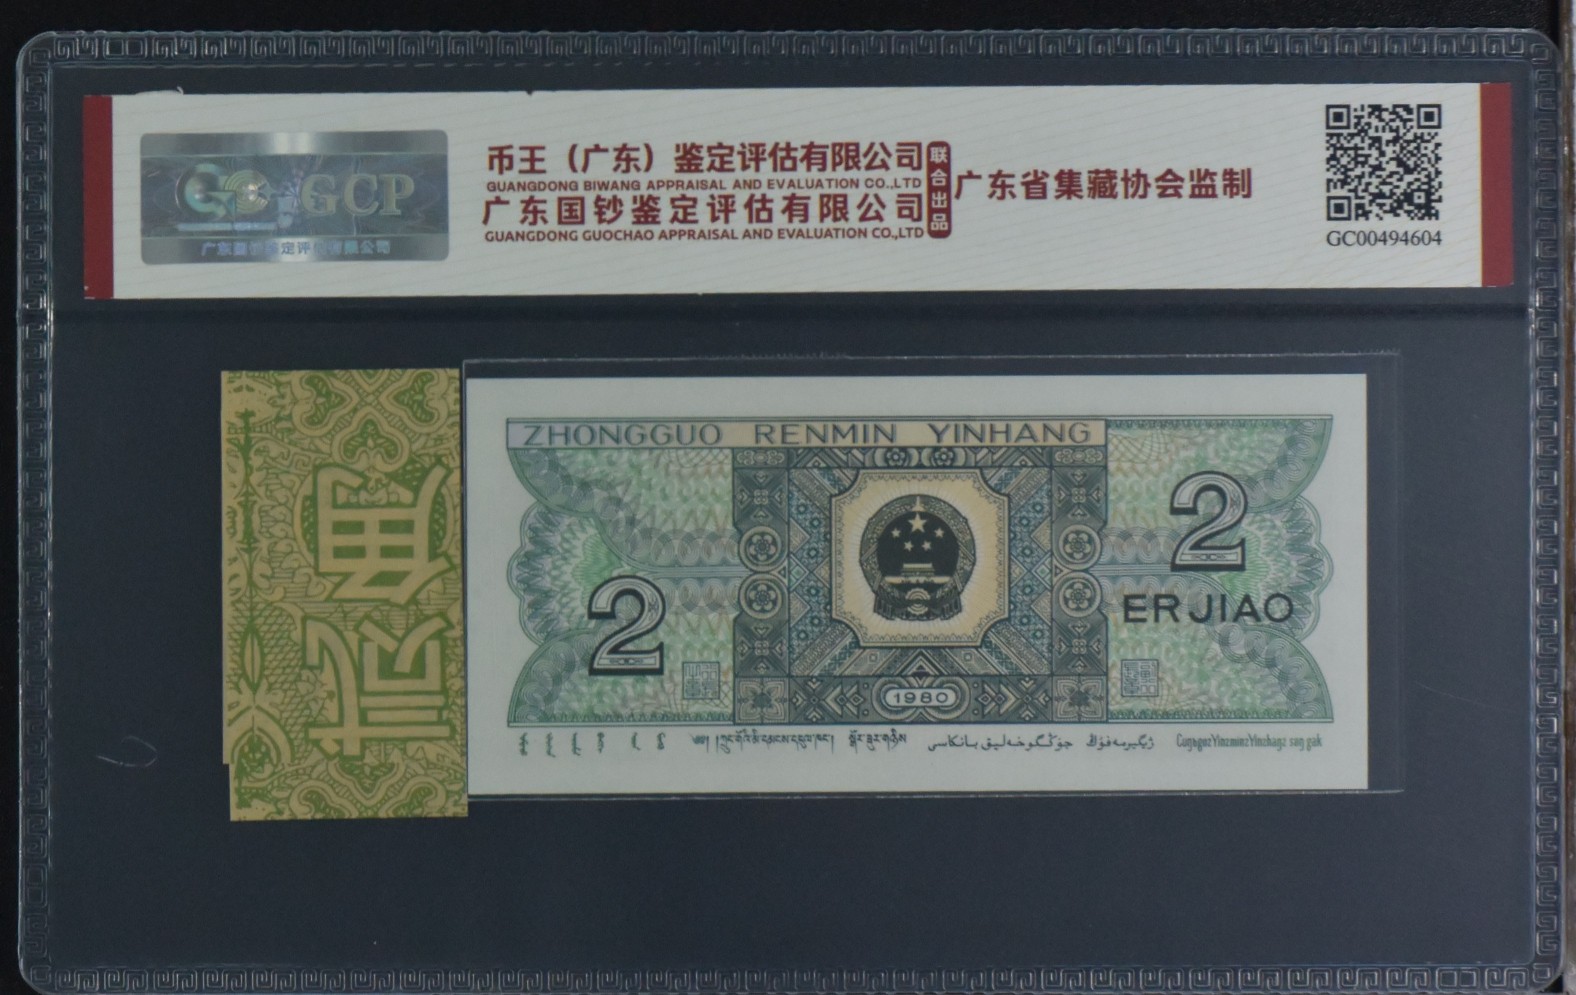 GCP
币王（广东）鉴定评估有限公司
GUANGDONG BIWANG APPRAISAL AND EVALUATION CO.,LTD
广东国钞鉴定评估有限公司
GUANGDONG GUOCHAO APPRAISAL AND EVALUATION CO.,LTD
联合出品
广东省集藏协会监制
GC00494604
ZHONGGUO RENMIN YINHANG
2
2
ERJIAO
1980